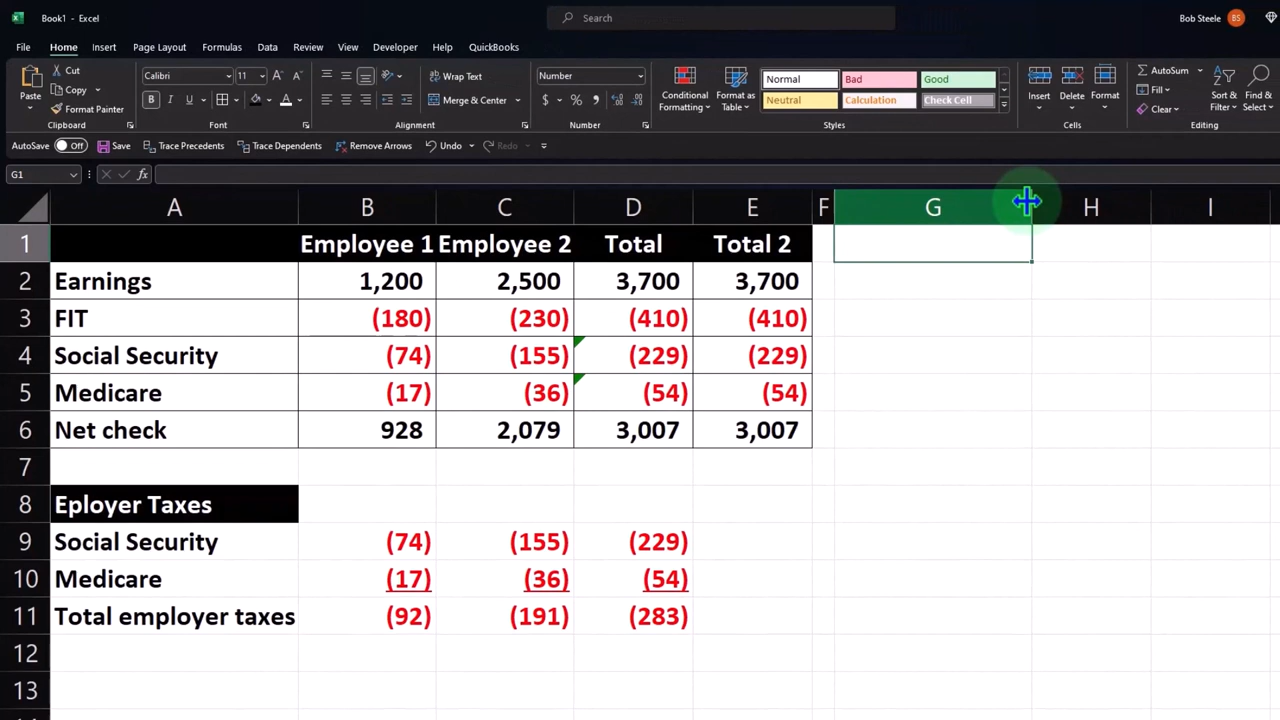 Book1 - Excel
Search
Bob Steele
BS
File Home Insert Page Layout Formulas Data Review View Developer Help QuickBooks
Paste
Cut
Copy
Format Painter
Clipboard
Calibri 11
B I U
Font
Wrap Text
Merge & Center
Alignment
Number
$ % ,
Number
Conditional Formatting
Format as Table
Normal Bad Good
Neutral Calculation Check Cell
Styles
Insert Delete Format
Cells
AutoSum
Fill
Clear
Sort & Filter
Find & Select
Editing
AutoSave Off Save Trace Precedents Trace Dependents Remove Arrows Undo Redo
G1 fx
A B C D E F G H I
1 Employee 1 Employee 2 Total Total 2
2 Earnings 1,200 2,500 3,700 3,700
3 FIT (180) (230) (410) (410)
4 Social Security (74) (155) (229) (229)
5 Medicare (17) (36) (54) (54)
6 Net check 928 2,079 3,007 3,007
7
8 Eployer Taxes
9 Social Security (74) (155) (229)
10 Medicare (17) (36) (54)
11 Total employer taxes (92) (191) (283)
12
13